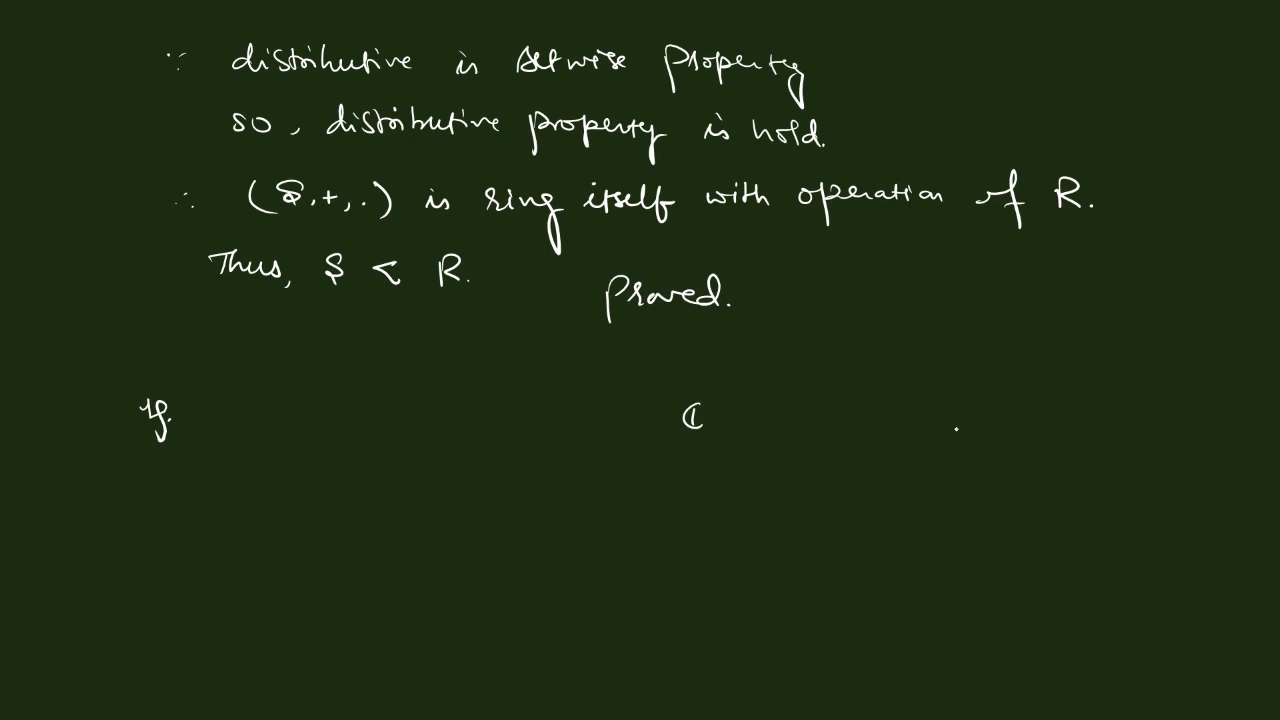 ∵ distributive is setwise property
so, distributive property is hold.
∴ (S,+,.) is ring itself with operation of R.
Thus, S < R.
Proved.
ℂ